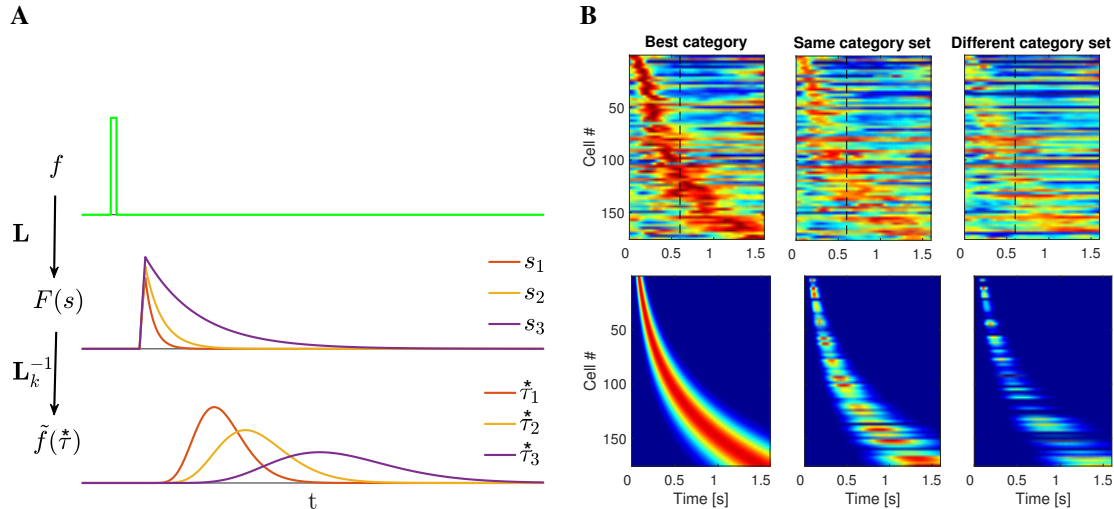 A
f
L
F(s)
s₁
s₂
s₃
L_k^{-1}
f̃(τ̽)
τ̽₁
τ̽₂
τ̽₃
t
B
Best category
Same category set
Different category set
Cell #
50
100
150
0 0.5 1 1.5
0 0.5 1 1.5
0 0.5 1 1.5
Cell #
50
100
150
0 0.5 1 1.5
0 0.5 1 1.5
0 0.5 1 1.5
Time [s]
Time [s]
Time [s]